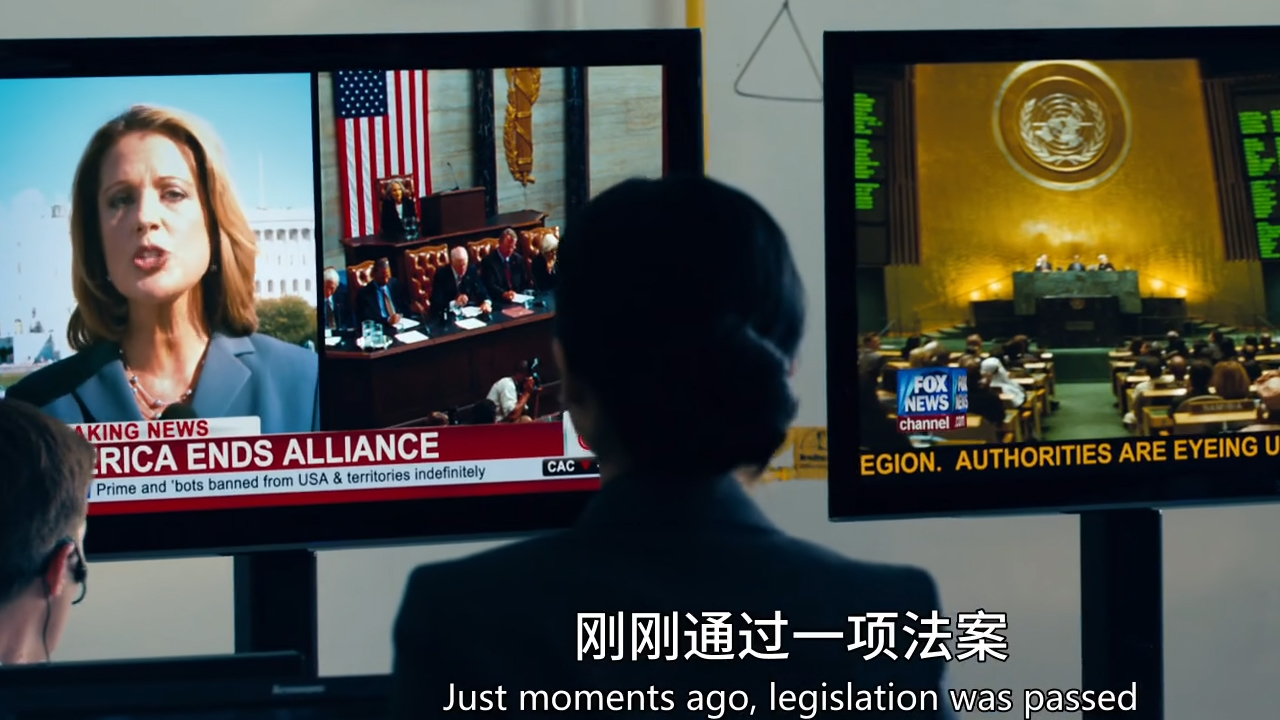 AKING NEWS
ERICA ENDS ALLIANCE
Prime and 'bots banned from USA & territories indefinitely
CAC
FOX
NEWS
channel
.com
EGION. AUTHORITIES ARE EYEING U
刚刚通过一项法案
Just moments ago, legislation was passed